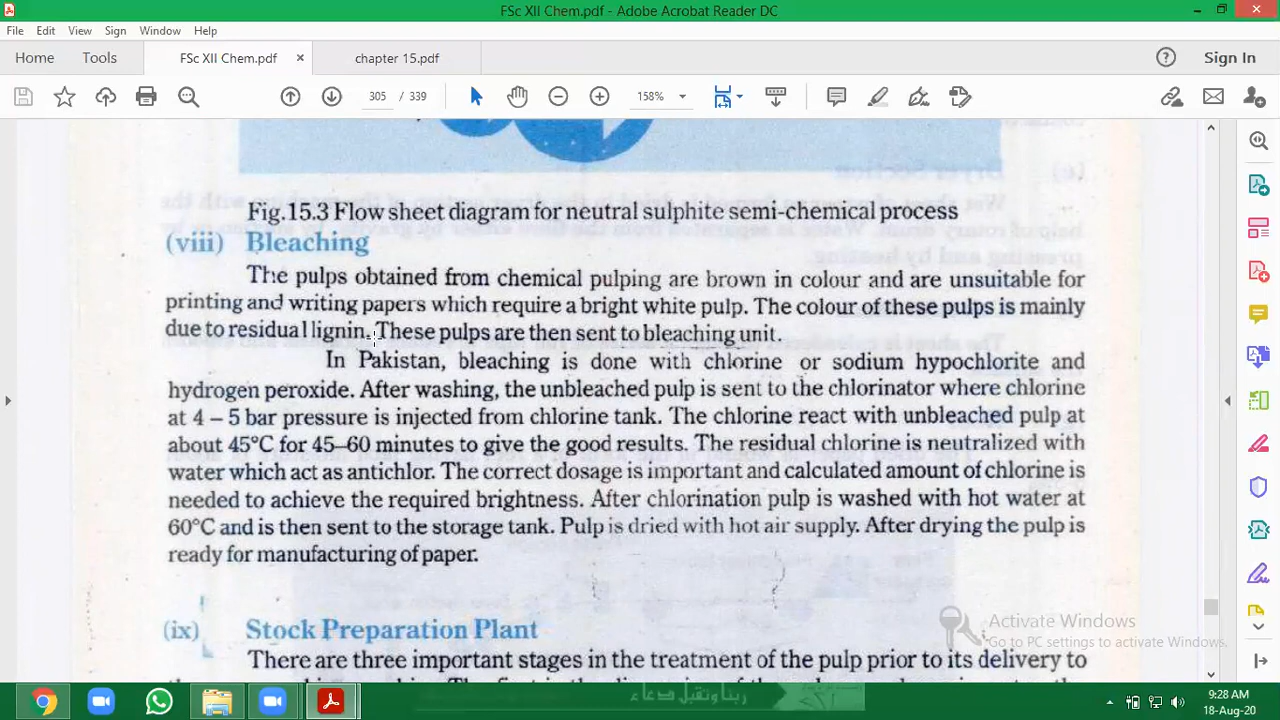 FSc XII Chem.pdf - Adobe Acrobat Reader DC
File Edit View Sign Window Help
Home Tools FSc XII Chem.pdf × chapter 15.pdf Sign In
305 / 339 158%
Fig.15.3 Flow sheet diagram for neutral sulphite semi-chemical process
(viii) Bleaching
The pulps obtained from chemical pulping are brown in colour and are unsuitable for
printing and writing papers which require a bright white pulp. The colour of these pulps is mainly
due to residual lignin. These pulps are then sent to bleaching unit.
In Pakistan, bleaching is done with chlorine or sodium hypochlorite and
hydrogen peroxide. After washing, the unbleached pulp is sent to the chlorinator where chlorine
at 4 – 5 bar pressure is injected from chlorine tank. The chlorine react with unbleached pulp at
about 45°C for 45–60 minutes to give the good results. The residual chlorine is neutralized with
water which act as antichlor. The correct dosage is important and calculated amount of chlorine is
needed to achieve the required brightness. After chlorination pulp is washed with hot water at
60°C and is then sent to the storage tank. Pulp is dried with hot air supply. After drying the pulp is
ready for manufacturing of paper.
(ix) Stock Preparation Plant
There are three important stages in the treatment of the pulp prior to its delivery to
Activate Windows
Go to PC settings to activate Windows.
ربنا وتقبل دعاء
9:28 AM
18-Aug-20